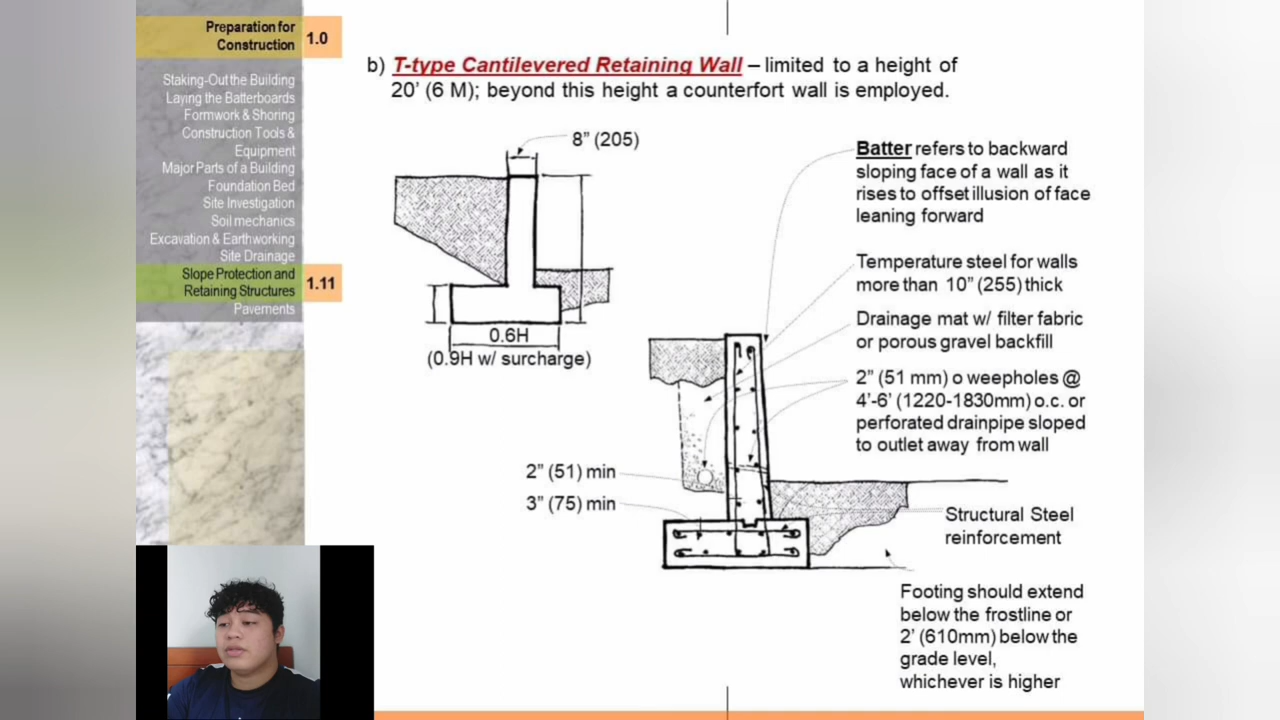 Preparation for
Construction
1.0
Staking-Out the Building
Laying the Batterboards
Formwork & Shoring
Construction Tools &
Equipment
Major Parts of a Building
Foundation Bed
Site Investigation
Soil mechanics
Excavation & Earthworking
Site Drainage
Slope Protection and
Retaining Structures
1.11
Pavements
b) T-type Cantilevered Retaining Wall – limited to a height of
20’ (6 M); beyond this height a counterfort wall is employed.
8” (205)
0.6H
(0.9H w/ surcharge)
Batter refers to backward
sloping face of a wall as it
rises to offset illusion of face
leaning forward
Temperature steel for walls
more than 10” (255) thick
Drainage mat w/ filter fabric
or porous gravel backfill
2” (51 mm) o weepholes @
4’-6’ (1220-1830mm) o.c. or
perforated drainpipe sloped
to outlet away from wall
2” (51) min
3” (75) min
Structural Steel
reinforcement
Footing should extend
below the frostline or
2’ (610mm) below the
grade level,
whichever is higher